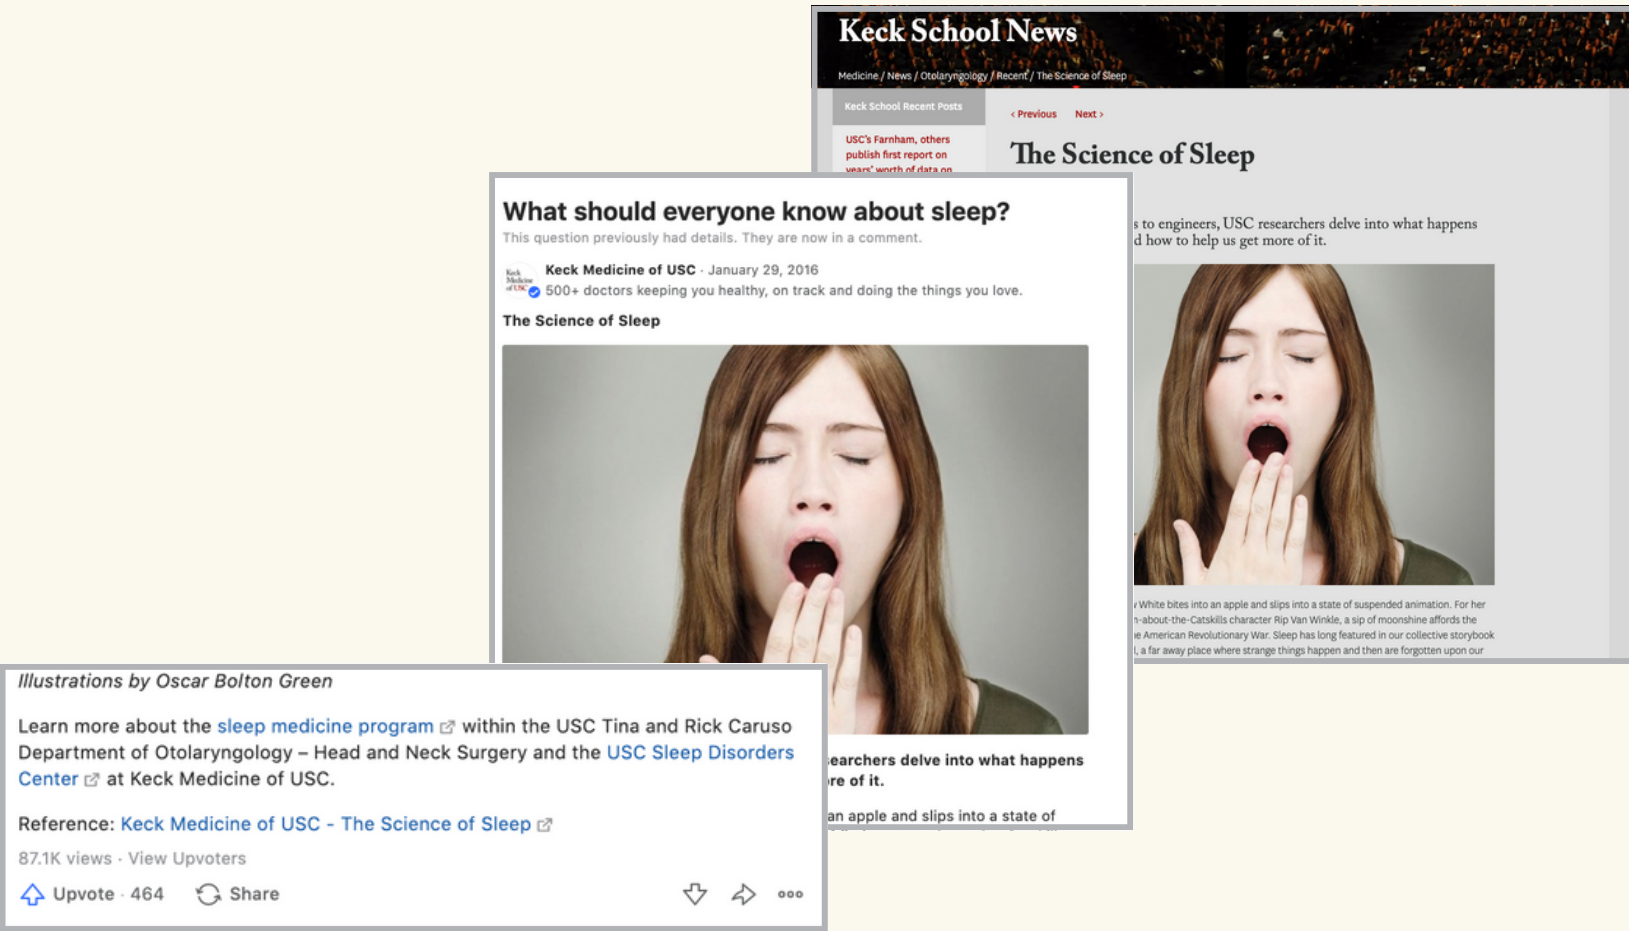 Keck School News
Medicine / News / Otolaryngology / Recent / The Science of Sleep
Keck School Recent Posts
USC's Farnham, others
publish first report on
years' worth of data on
‹ Previous Next ›
The Science of Sleep
s to engineers, USC researchers delve into what happens
d how to help us get more of it.
White bites into an apple and slips into a state of suspended animation. For her
n-about-the-Catskills character Rip Van Winkle, a sip of moonshine affords the
e American Revolutionary War. Sleep has long featured in our collective storybook
l, a far away place where strange things happen and then are forgotten upon our
What should everyone know about sleep?
This question previously had details. They are now in a comment.
Keck
Medicine
of USC
Keck Medicine of USC · January 29, 2016
500+ doctors keeping you healthy, on track and doing the things you love.
The Science of Sleep
searchers delve into what happens
re of it.
an apple and slips into a state of
Illustrations by Oscar Bolton Green
Learn more about the sleep medicine program within the USC Tina and Rick Caruso
Department of Otolaryngology – Head and Neck Surgery and the USC Sleep Disorders
Center at Keck Medicine of USC.
Reference: Keck Medicine of USC - The Science of Sleep
87.1K views · View Upvoters
Upvote · 464 Share